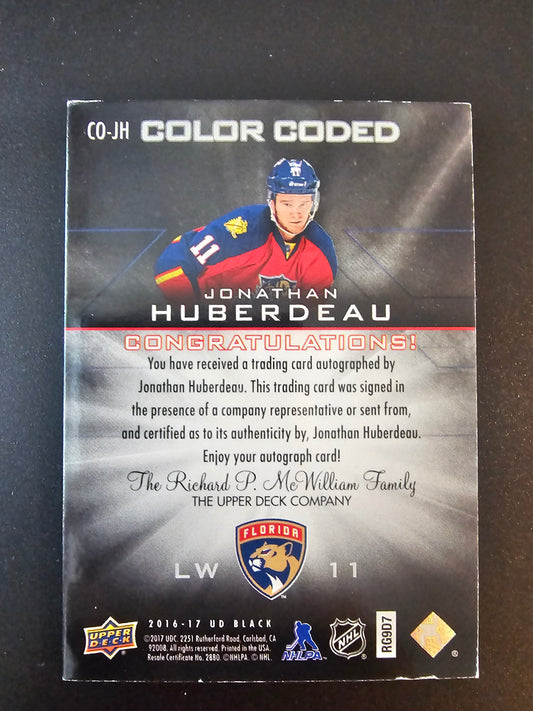 CO-JH COLOR CODED
11
JONATHAN
HUBERDEAU
CONGRATULATIONS!
You have received a trading card autographed by
Jonathan Huberdeau. This trading card was signed in
the presence of a company representative or sent from,
and certified as to its authenticity by, Jonathan Huberdeau.
Enjoy your autograph card!
The Richard P. McWilliam Family
THE UPPER DECK COMPANY
FLORIDA
LW 11
2016-17 UD BLACK
UPPER DECK
©2017 UDC. 2251 Rutherford Road, Carlsbad, CA
92008. All rights reserved. Printed in the USA.
Resale Certificate No. 2880. ©NHLPA. © NHL.
NHLPA
NHL
RG9D7